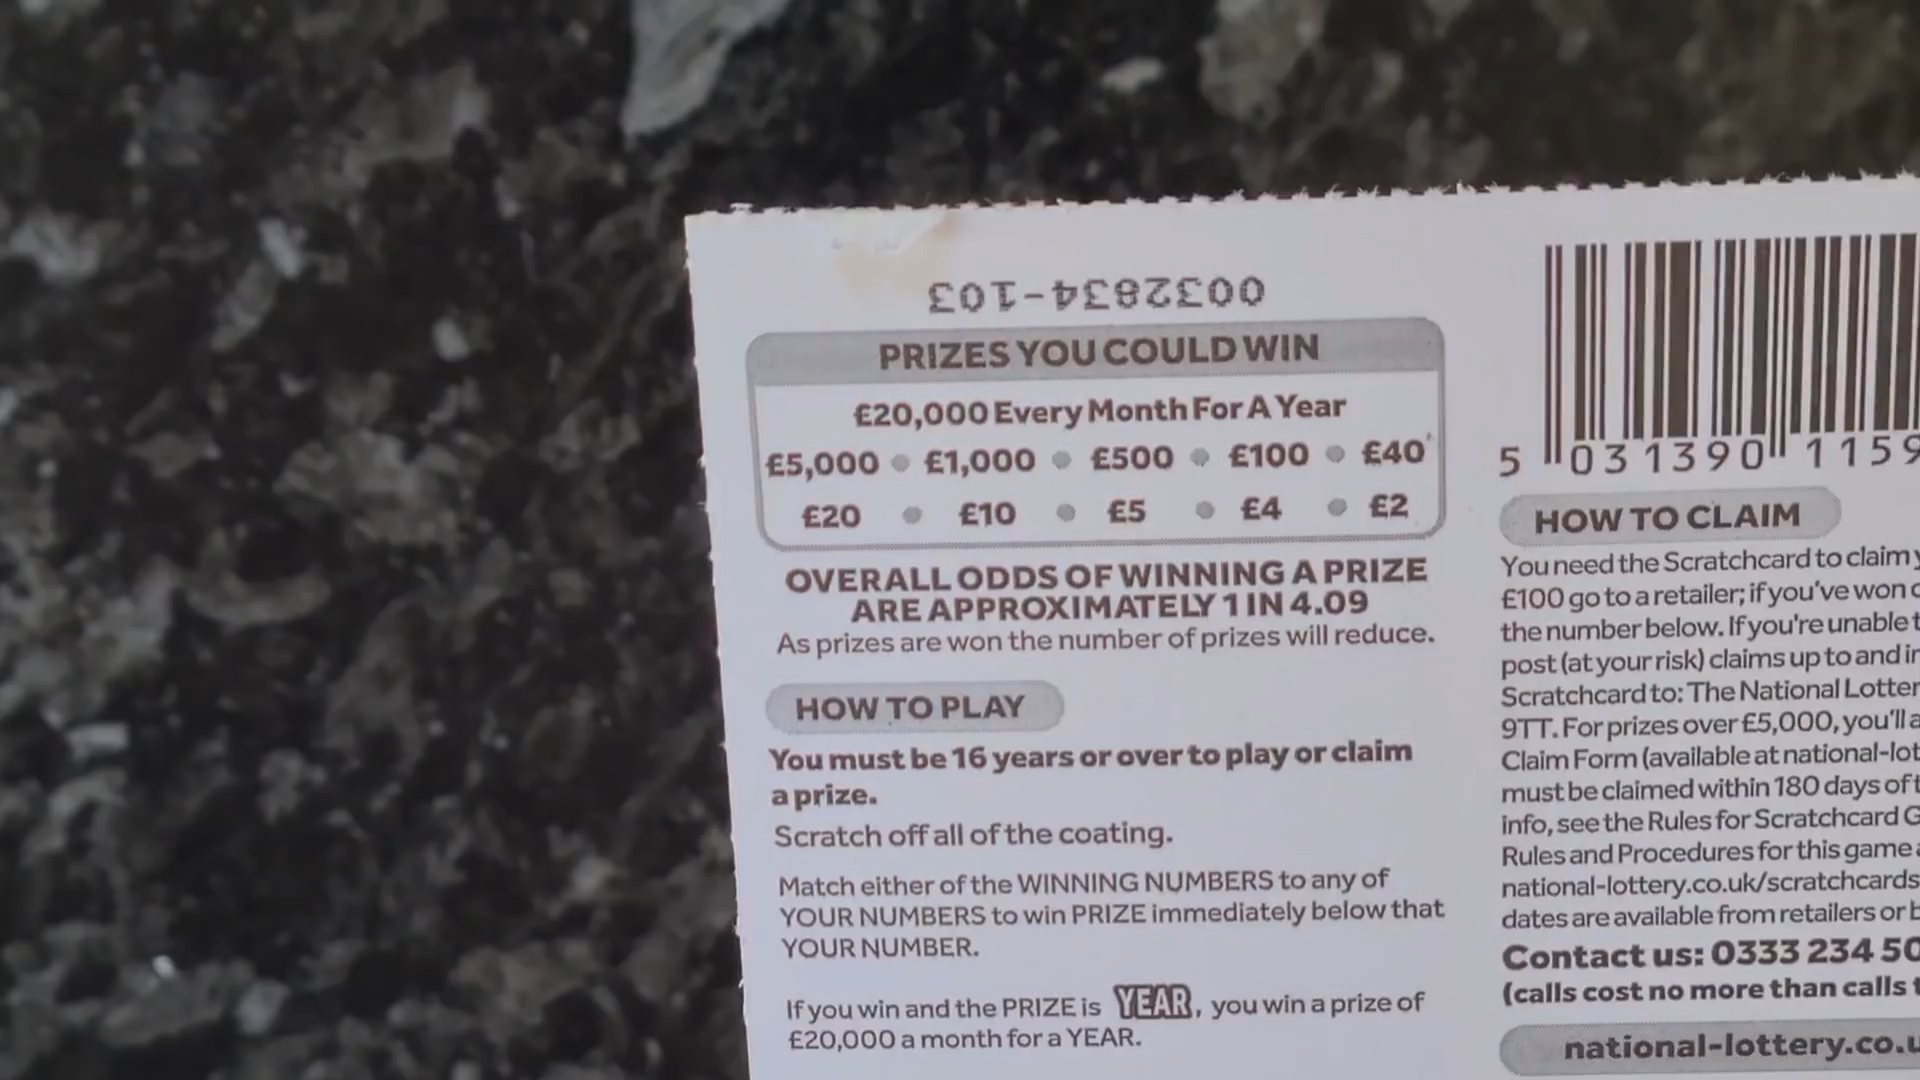 0032834-103
PRIZES YOU COULD WIN
£20,000 Every Month For A Year
£5,000 • £1,000 • £500 • £100 • £40
£20 • £10 • £5 • £4 • £2
OVERALL ODDS OF WINNING A PRIZE
ARE APPROXIMATELY 1 IN 4.09
As prizes are won the number of prizes will reduce.
HOW TO PLAY
You must be 16 years or over to play or claim
a prize.
Scratch off all of the coating.
Match either of the WINNING NUMBERS to any of
YOUR NUMBERS to win PRIZE immediately below that
YOUR NUMBER.
If you win and the PRIZE is YEAR, you win a prize of
£20,000 a month for a YEAR.
5 031390 1159
HOW TO CLAIM
You need the Scratchcard to claim
£100 go to a retailer; if you've won
the number below. If you're unable
post (at your risk) claims up to and
Scratchcard to: The National
9TT. For prizes over £5,000, you'll
Claim Form (available at
must be claimed within 180 days
info, see the Rules for Scratchcard
Rules and Procedures for this game
national-lottery.co.uk/scratchcards
dates are available from retailers or
Contact us: 0333 234 50
(calls cost no more than calls
national-lottery.co.u